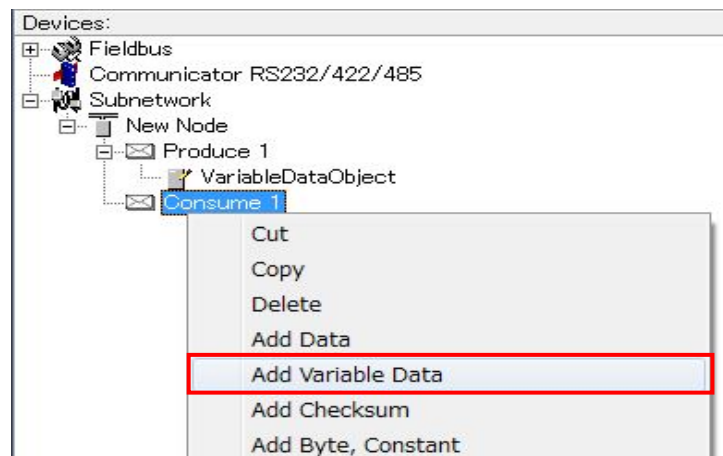 Devices:
Fieldbus
Communicator RS232/422/485
Subnetwork
New Node
Produce 1
VariableDataObject
Consume 1
Cut
Copy
Delete
Add Data
Add Variable Data
Add Checksum
Add Byte, Constant